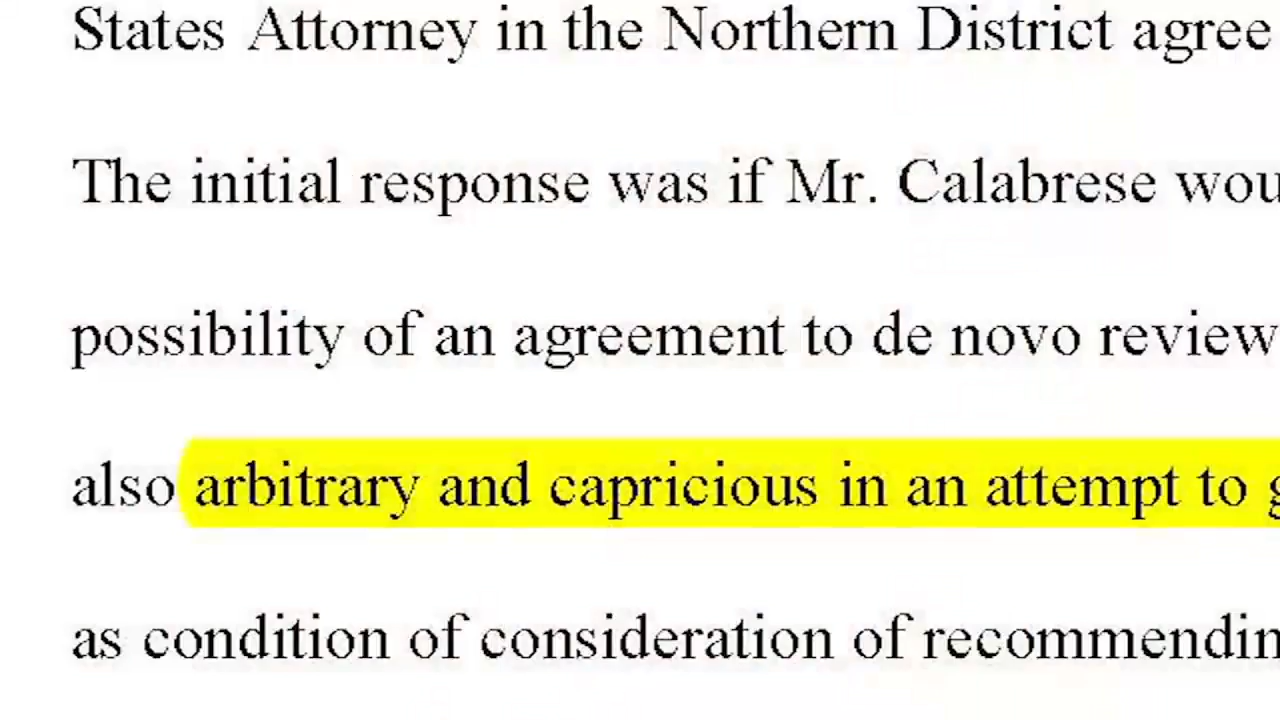 States Attorney in the Northern District agree
The initial response was if Mr. Calabrese wou
possibility of an agreement to de novo review
also arbitrary and capricious in an attempt to g
as condition of consideration of recommendin